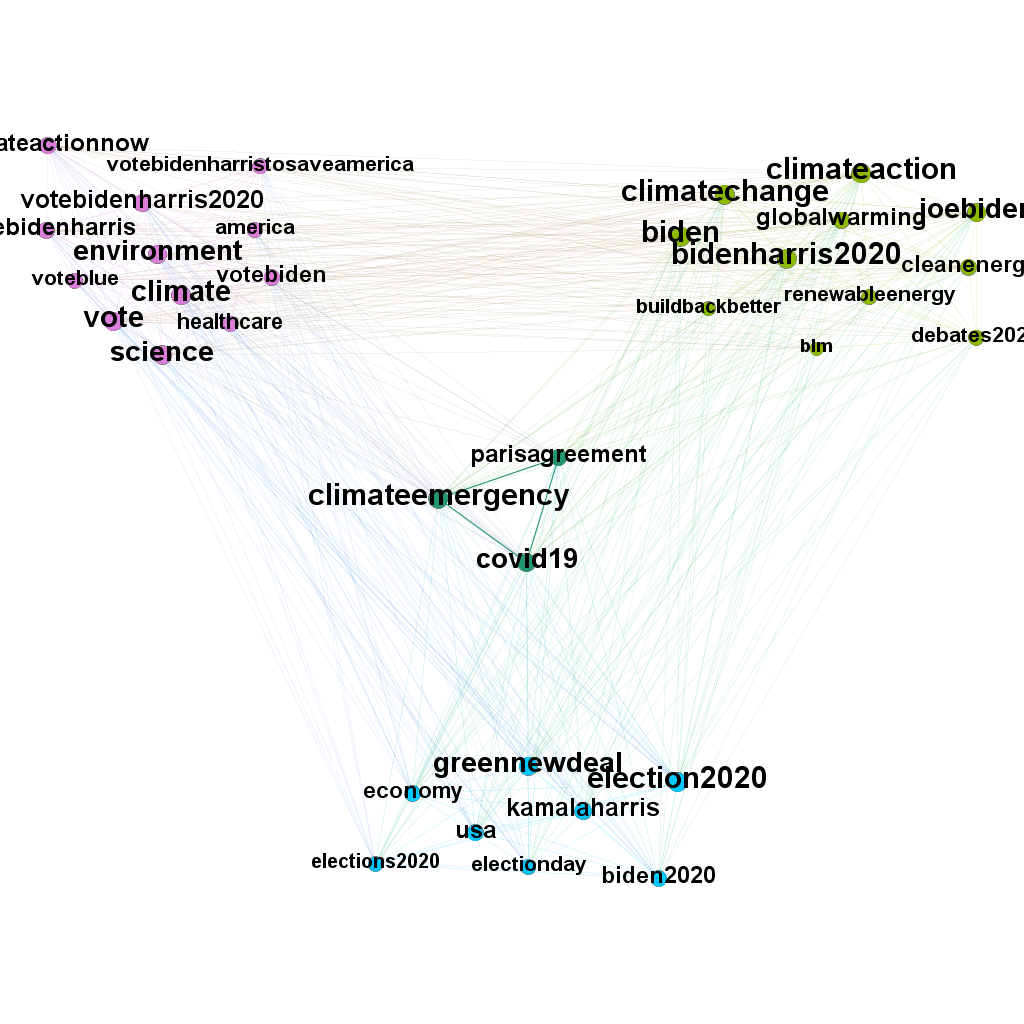 ateactionnow
votebidenharristosaveamerica
votebidenharris2020
ebidenharris
america
environment
voteblue
votebiden
climate
vote
healthcare
science
climateaction
climatechange
globalwarming
joebiden
biden
bidenharris2020
cleanenerg
renewableenergy
buildbackbetter
debates202
blm
parisagreement
climateemergency
covid19
greennewdeal
election2020
economy
kamalaharris
usa
elections2020
electionday
biden2020